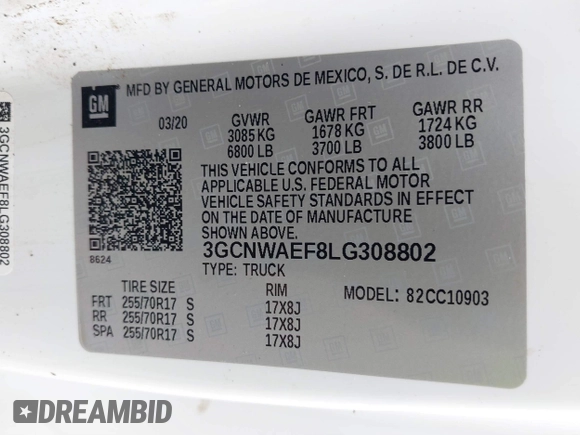 GM
MFD BY GENERAL MOTORS DE MEXICO, S. DE R.L. DE C.V.
03/20 GVWR GAWR FRT GAWR RR
3085 KG 1678 KG 1724 KG
6800 LB 3700 LB 3800 LB
THIS VEHICLE CONFORMS TO ALL
APPLICABLE U.S. FEDERAL MOTOR
VEHICLE SAFETY STANDARDS IN EFFECT
ON THE DATE OF MANUFACTURE
SHOWN ABOVE.
8624
3GCNWAEF8LG308802
TYPE: TRUCK
TIRE SIZE RIM MODEL: 82CC10903
FRT 255/70R17 S 17X8J
RR 255/70R17 S 17X8J
SPA 255/70R17 S 17X8J
3GCNWAEF8LG308802
DREAMBID